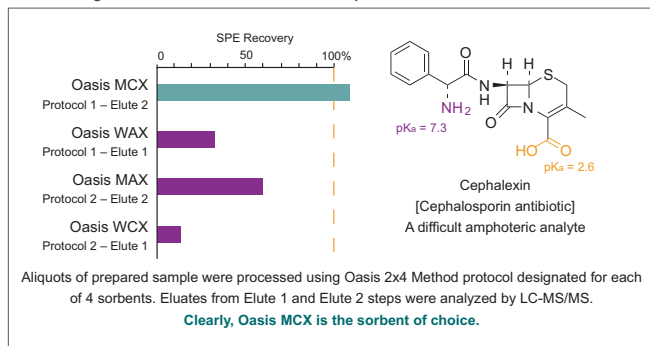 SPE Recovery
0 60 100%
Oasis MCX
Protocol 1 – Elute 2
Oasis WAX
Protocol 1 – Elute 1
Oasis MAX
Protocol 2 – Elute 2
Oasis WCX
Protocol 2 – Elute 1
O
H H
S
N
H
NH2
pKa = 7.3
O
N
HO
O
pKa = 2.6
Cephalexin
[Cephalosporin antibiotic]
A difficult amphoteric analyte
Aliquots of prepared sample were processed using Oasis 2x4 Method protocol designated for each
of 4 sorbents. Eluates from Elute 1 and Elute 2 steps were analyzed by LC-MS/MS.
Clearly, Oasis MCX is the sorbent of choice.